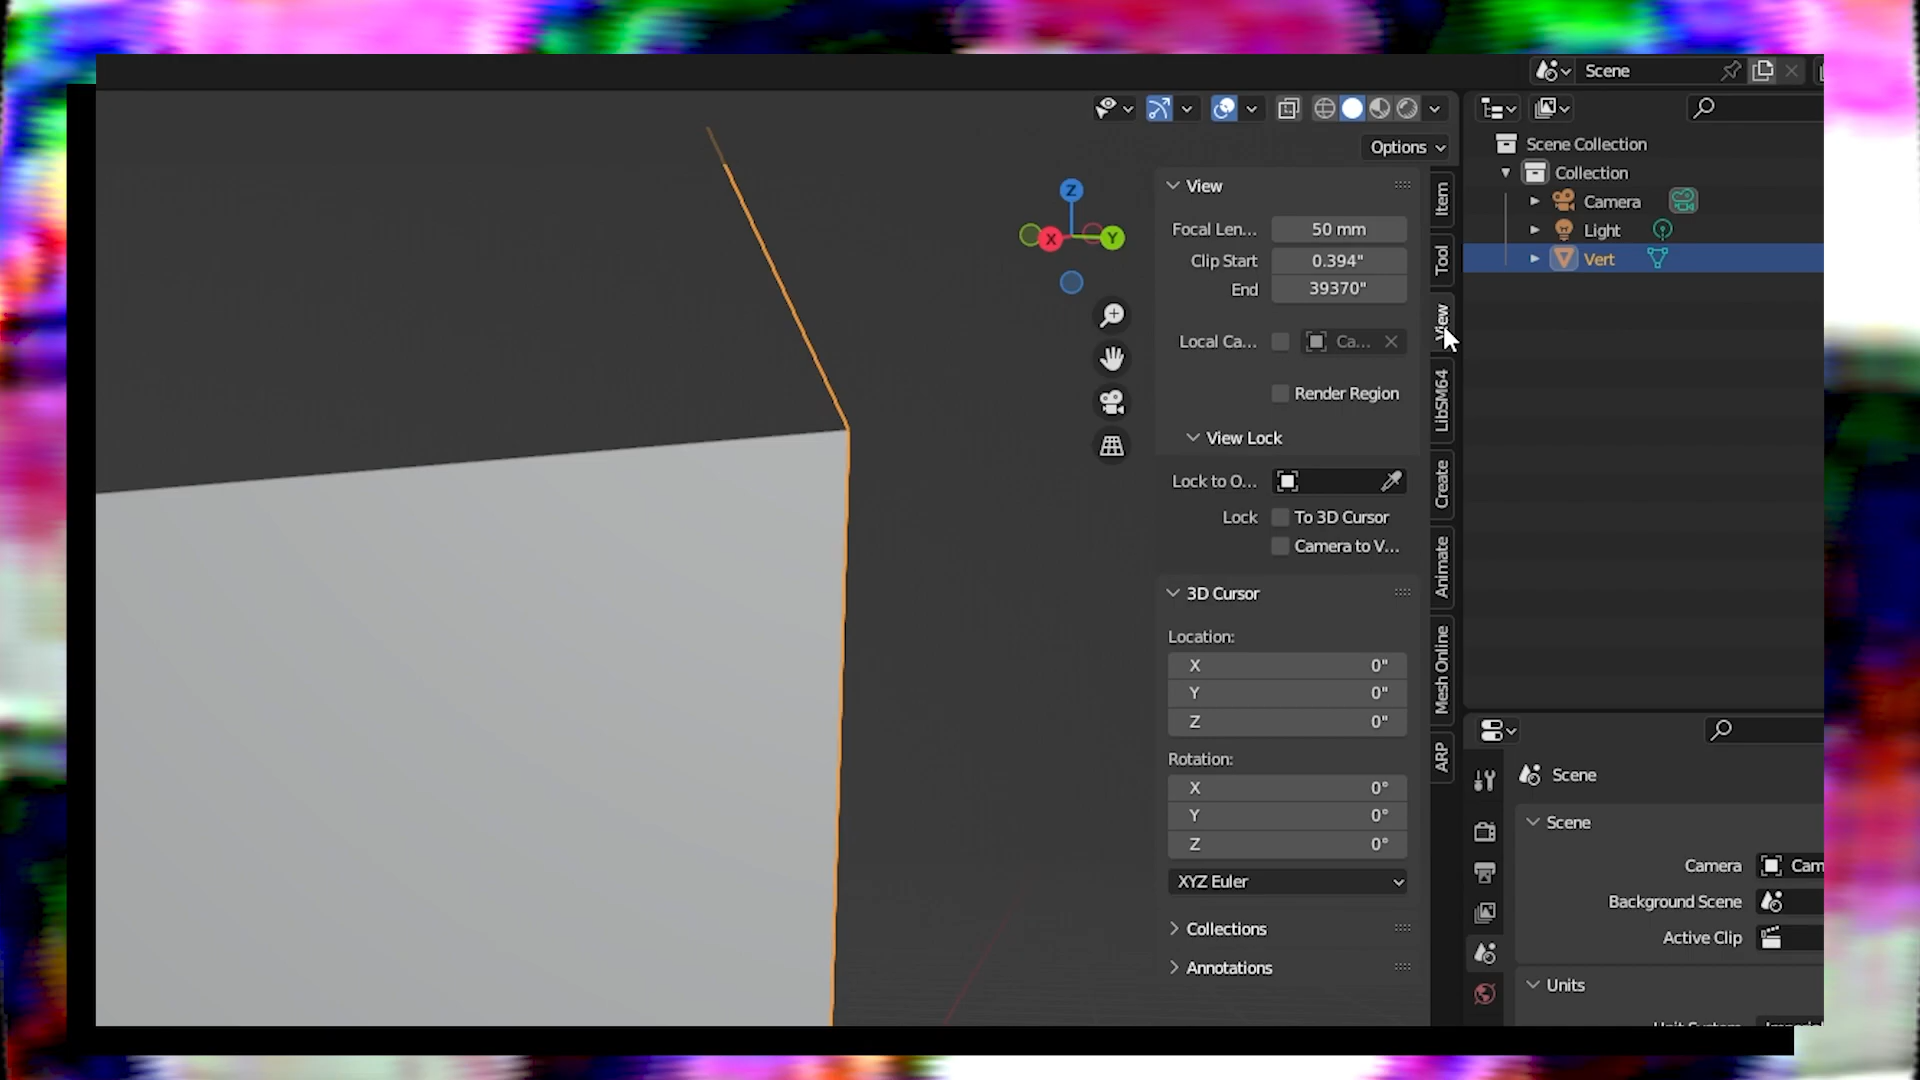 Scene
Options
View
Focal Len... 50 mm
Clip Start 0.394"
End 39370"
Local Ca... Ca...
Render Region
View Lock
Lock to O...
Lock To 3D Cursor
Camera to V...
3D Cursor
Location:
X 0"
Y 0"
Z 0"
Rotation:
X 0°
Y 0°
Z 0°
XYZ Euler
Collections
Annotations
Z
X
Y
Item
Tool
View
LibSM64
Create
Animate
Mesh Online
ARP
Scene Collection
Collection
Camera
Light
Vert
Scene
Scene
Camera Cam
Background Scene
Active Clip
Units